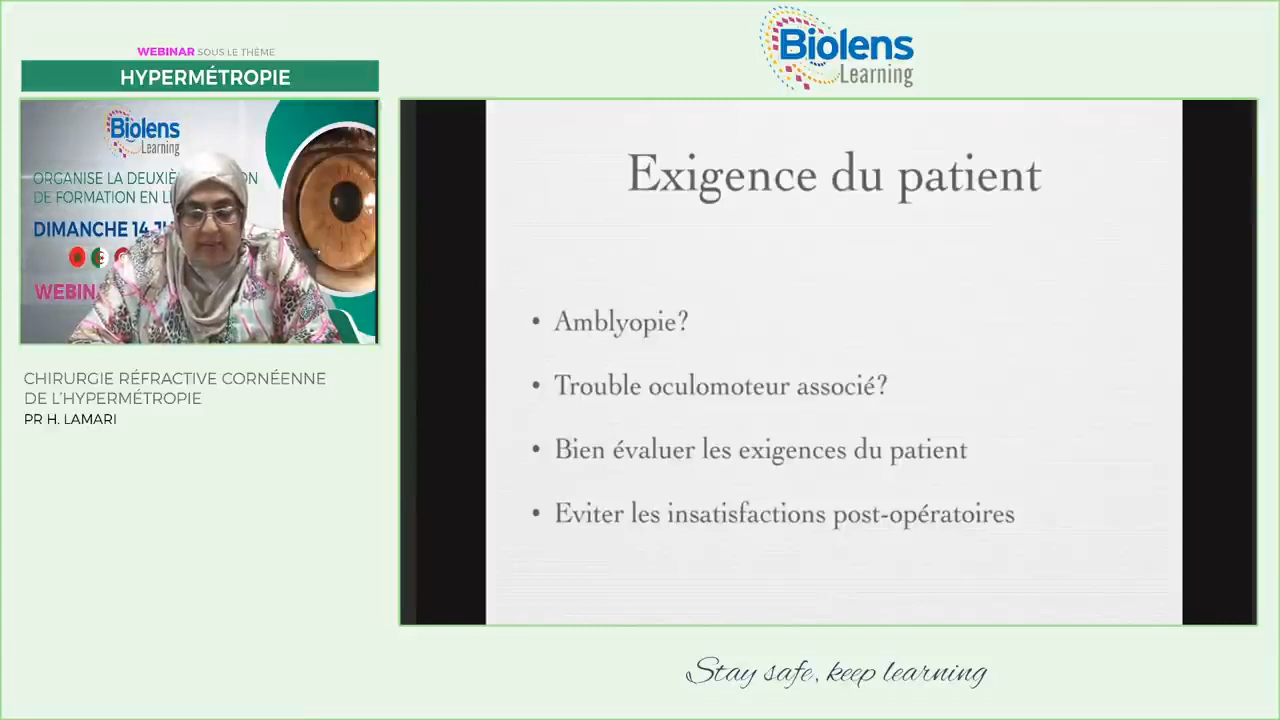 WEBINAR SOUS LE THÈME
HYPERMÉTROPIE
Biolens
Learning
Biolens
Learning
ORGANISE LA DEUXIÈ
DE FORMATION EN
DIMANCHE 14
WEBIN
CHIRURGIE RÉFRACTIVE CORNÉENNE
DE L'HYPERMÉTROPIE
PR H. LAMARI
Exigence du patient
• Amblyopie?
• Trouble oculomoteur associé?
• Bien évaluer les exigences du patient
• Eviter les insatisfactions post-opératoires
Stay safe, keep learning